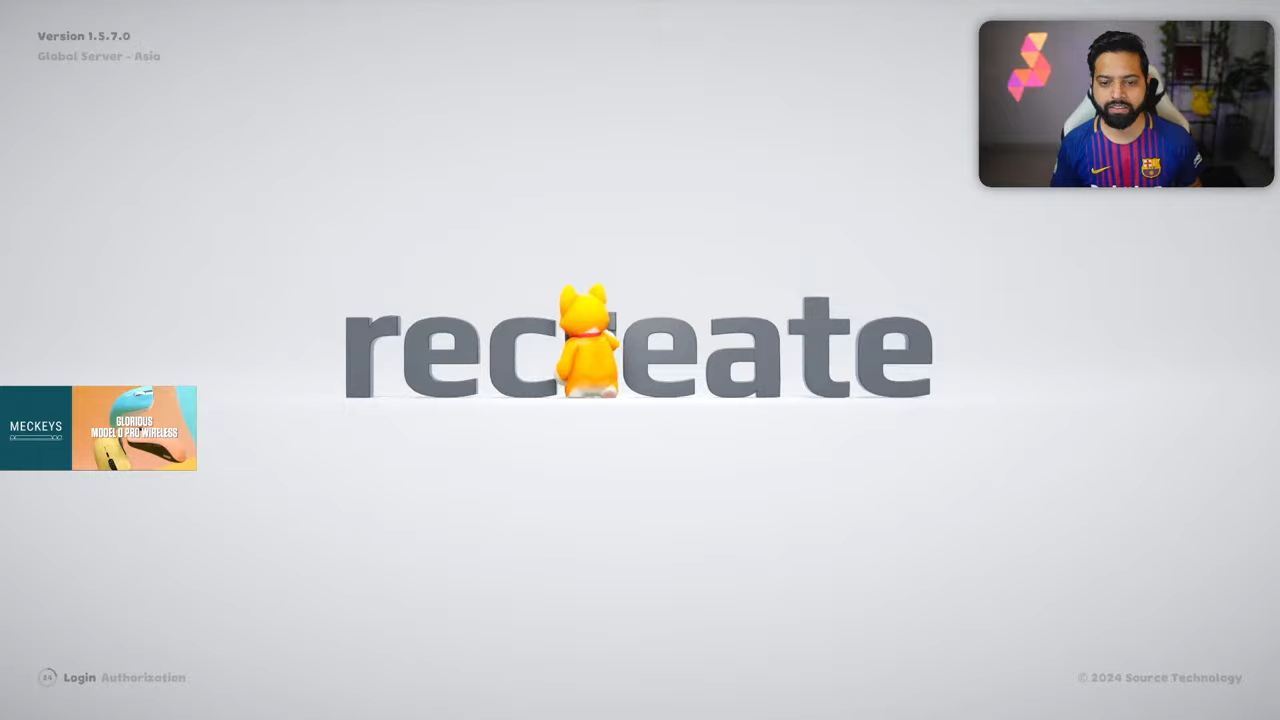 Version 1.5.7.0
Global Server - Asia
recreate
MECKEYS
GLORIOUS
MODEL O PRO WIRELESS
Login Authorization
© 2024 Source Technology